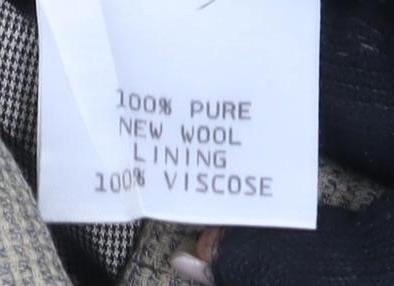 100% PURE
NEW WOOL
LINING
100% VISCOSE